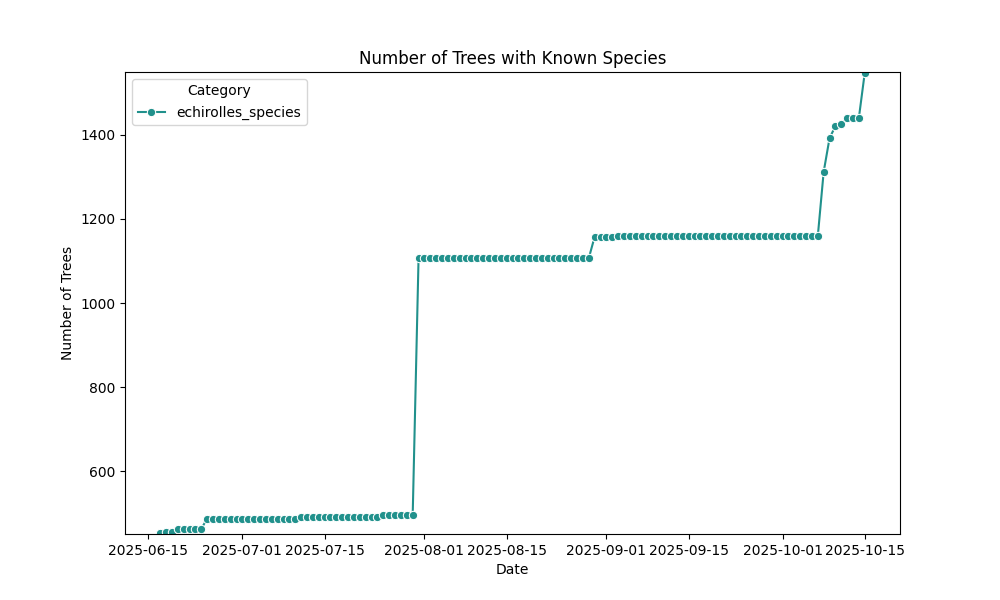 Number of Trees with Known Species
Category
echirolles_species
Number of Trees
1400
1200
1000
800
600
2025-06-15 2025-07-01 2025-07-15 2025-08-01 2025-08-15 2025-09-01 2025-09-15 2025-10-01 2025-10-15
Date